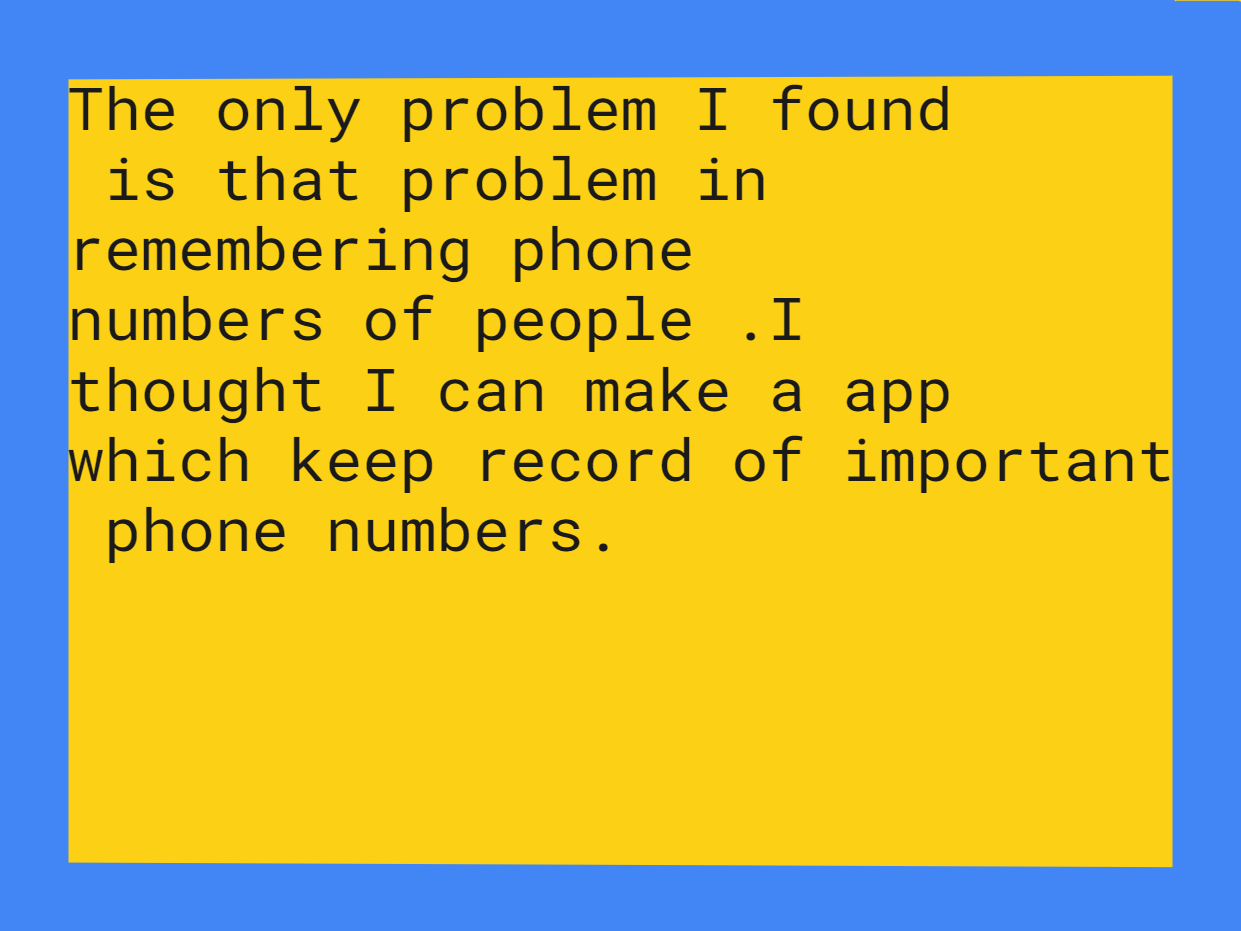 The only problem I found
is that problem in
remembering phone
numbers of people .I
thought I can make a app
which keep record of important
phone numbers.